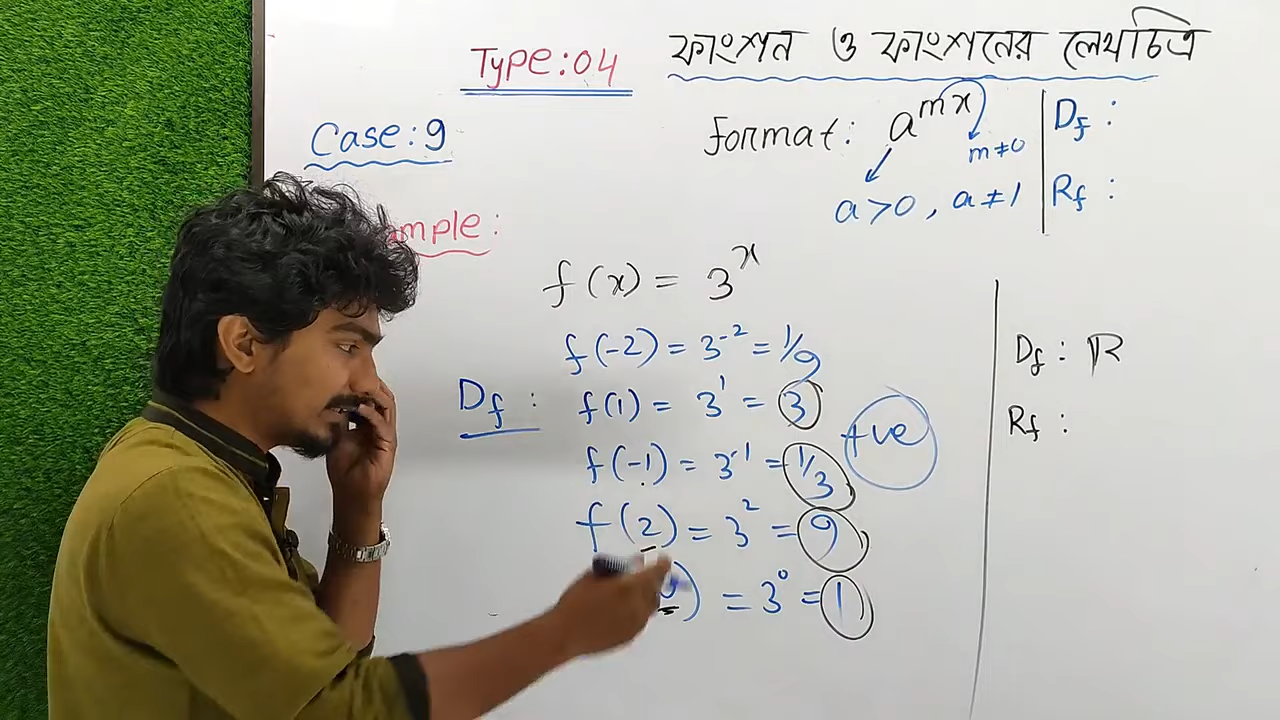 Type:04
ফাংশন ও ফাংশনের লেখচিত্র
Case:9
format: a^{mx}
m≠0
a>0, a≠1
D_f :
R_f :
mple:
f(x) = 3^x
f(-2) = 3^{-2} = 1/9
D_f :
f(1) = 3^1 = 3
f(-1) = 3^{-1} = 1/3
+ve
f(2) = 3^2 = 9
) = 3^0 = 1
D_f : ℝ
R_f :